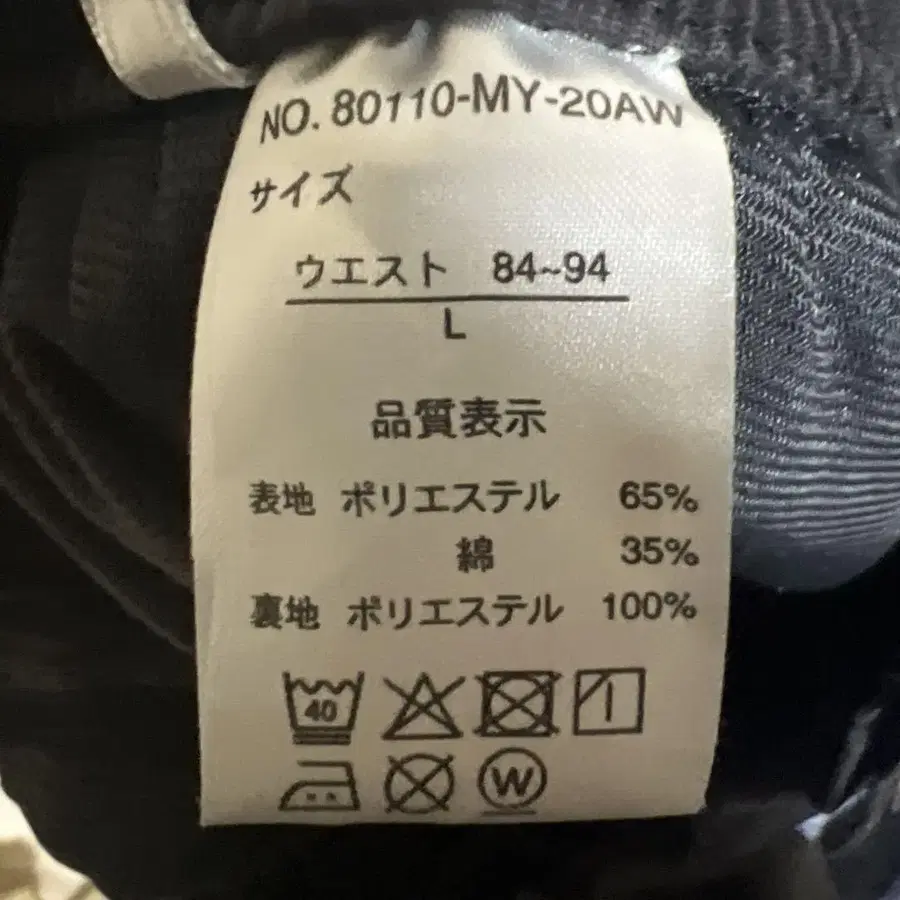 NO. 80110-MY-20AW
サイズ
ウエスト 84~94
L
品質表示
表地 ポリエステル 65%
綿 35%
裏地 ポリエステル 100%
40
W